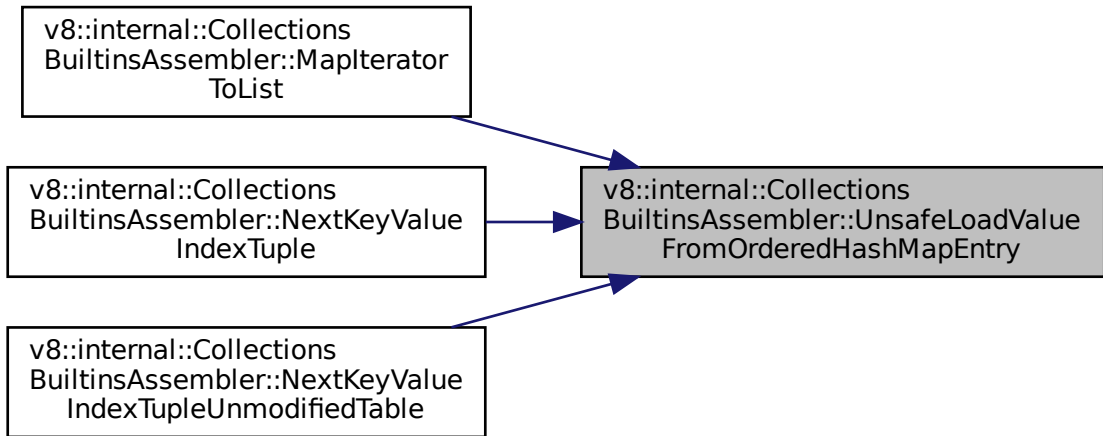 v8::internal::Collections
BuiltinsAssembler::MapIterator
ToList
v8::internal::Collections
BuiltinsAssembler::NextKeyValue
IndexTuple
v8::internal::Collections
BuiltinsAssembler::NextKeyValue
IndexTupleUnmodifiedTable
v8::internal::Collections
BuiltinsAssembler::UnsafeLoadValue
FromOrderedHashMapEntry